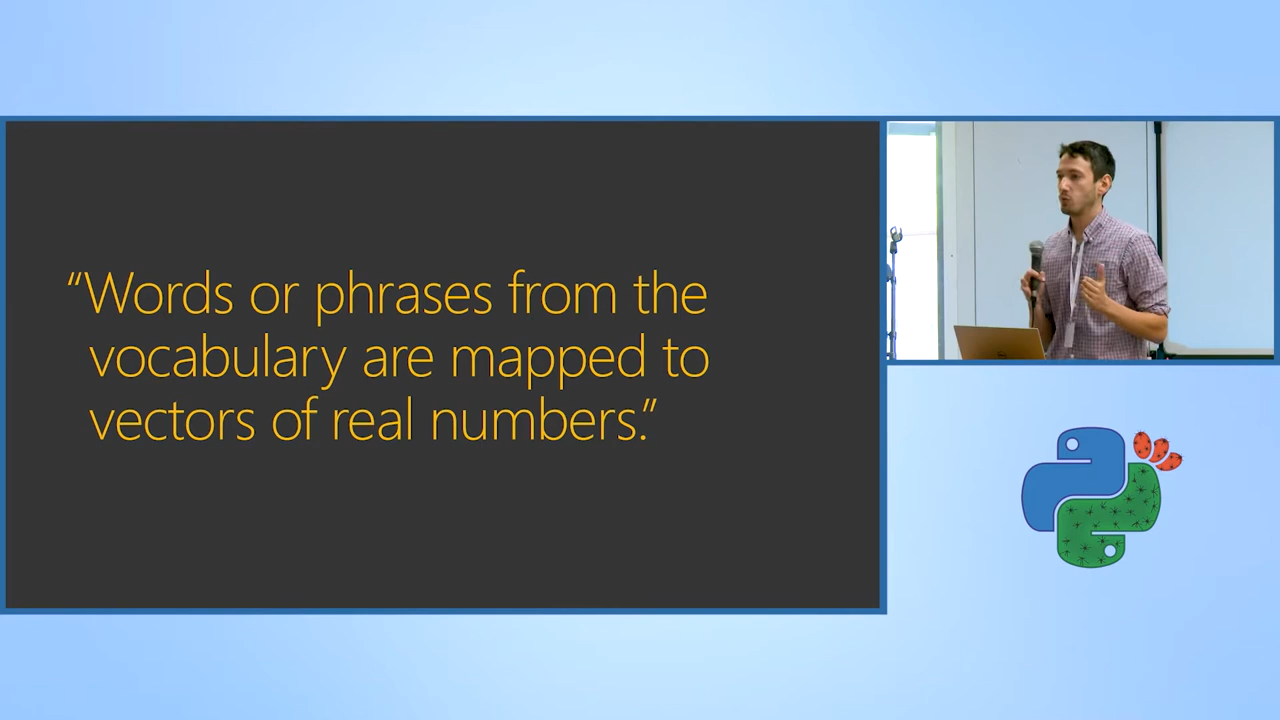 “Words or phrases from the
vocabulary are mapped to
vectors of real numbers.”